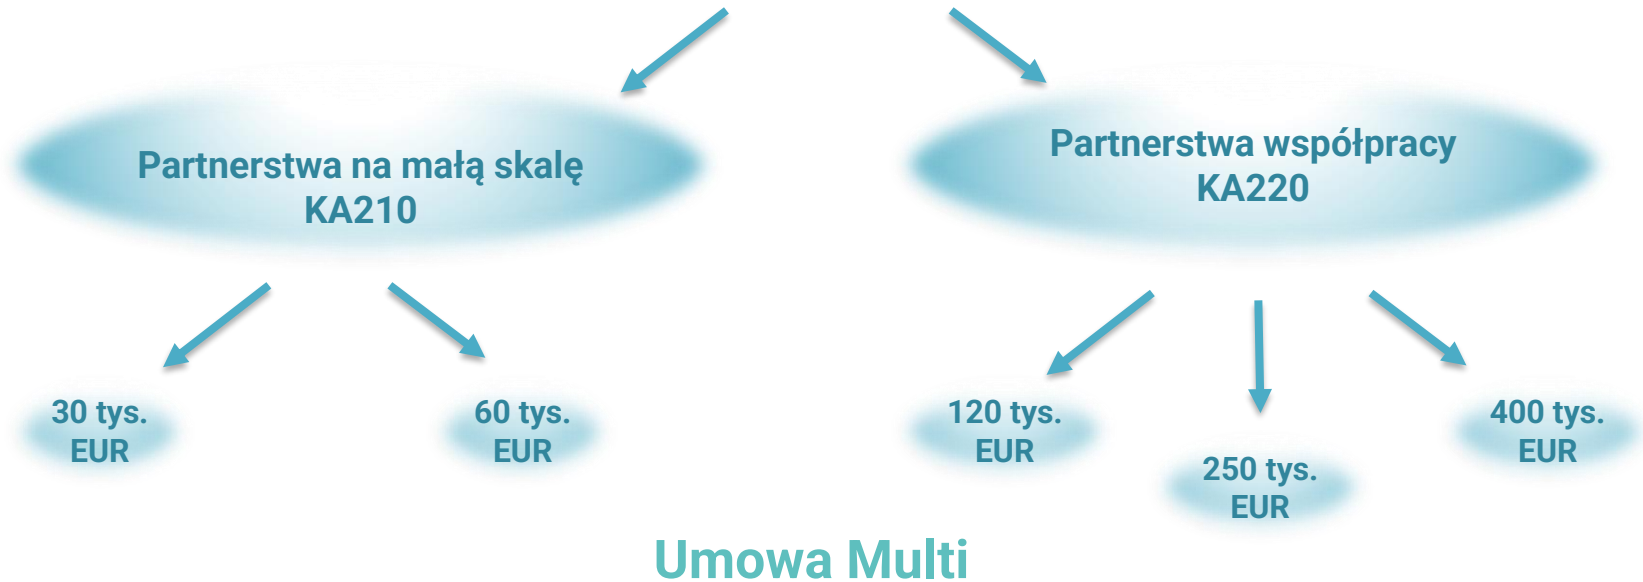 Partnerstwa na małą skalę
KA210
Partnerstwa współpracy
KA220
30 tys.
EUR
60 tys.
EUR
120 tys.
EUR
250 tys.
EUR
400 tys.
EUR
Umowa Multi